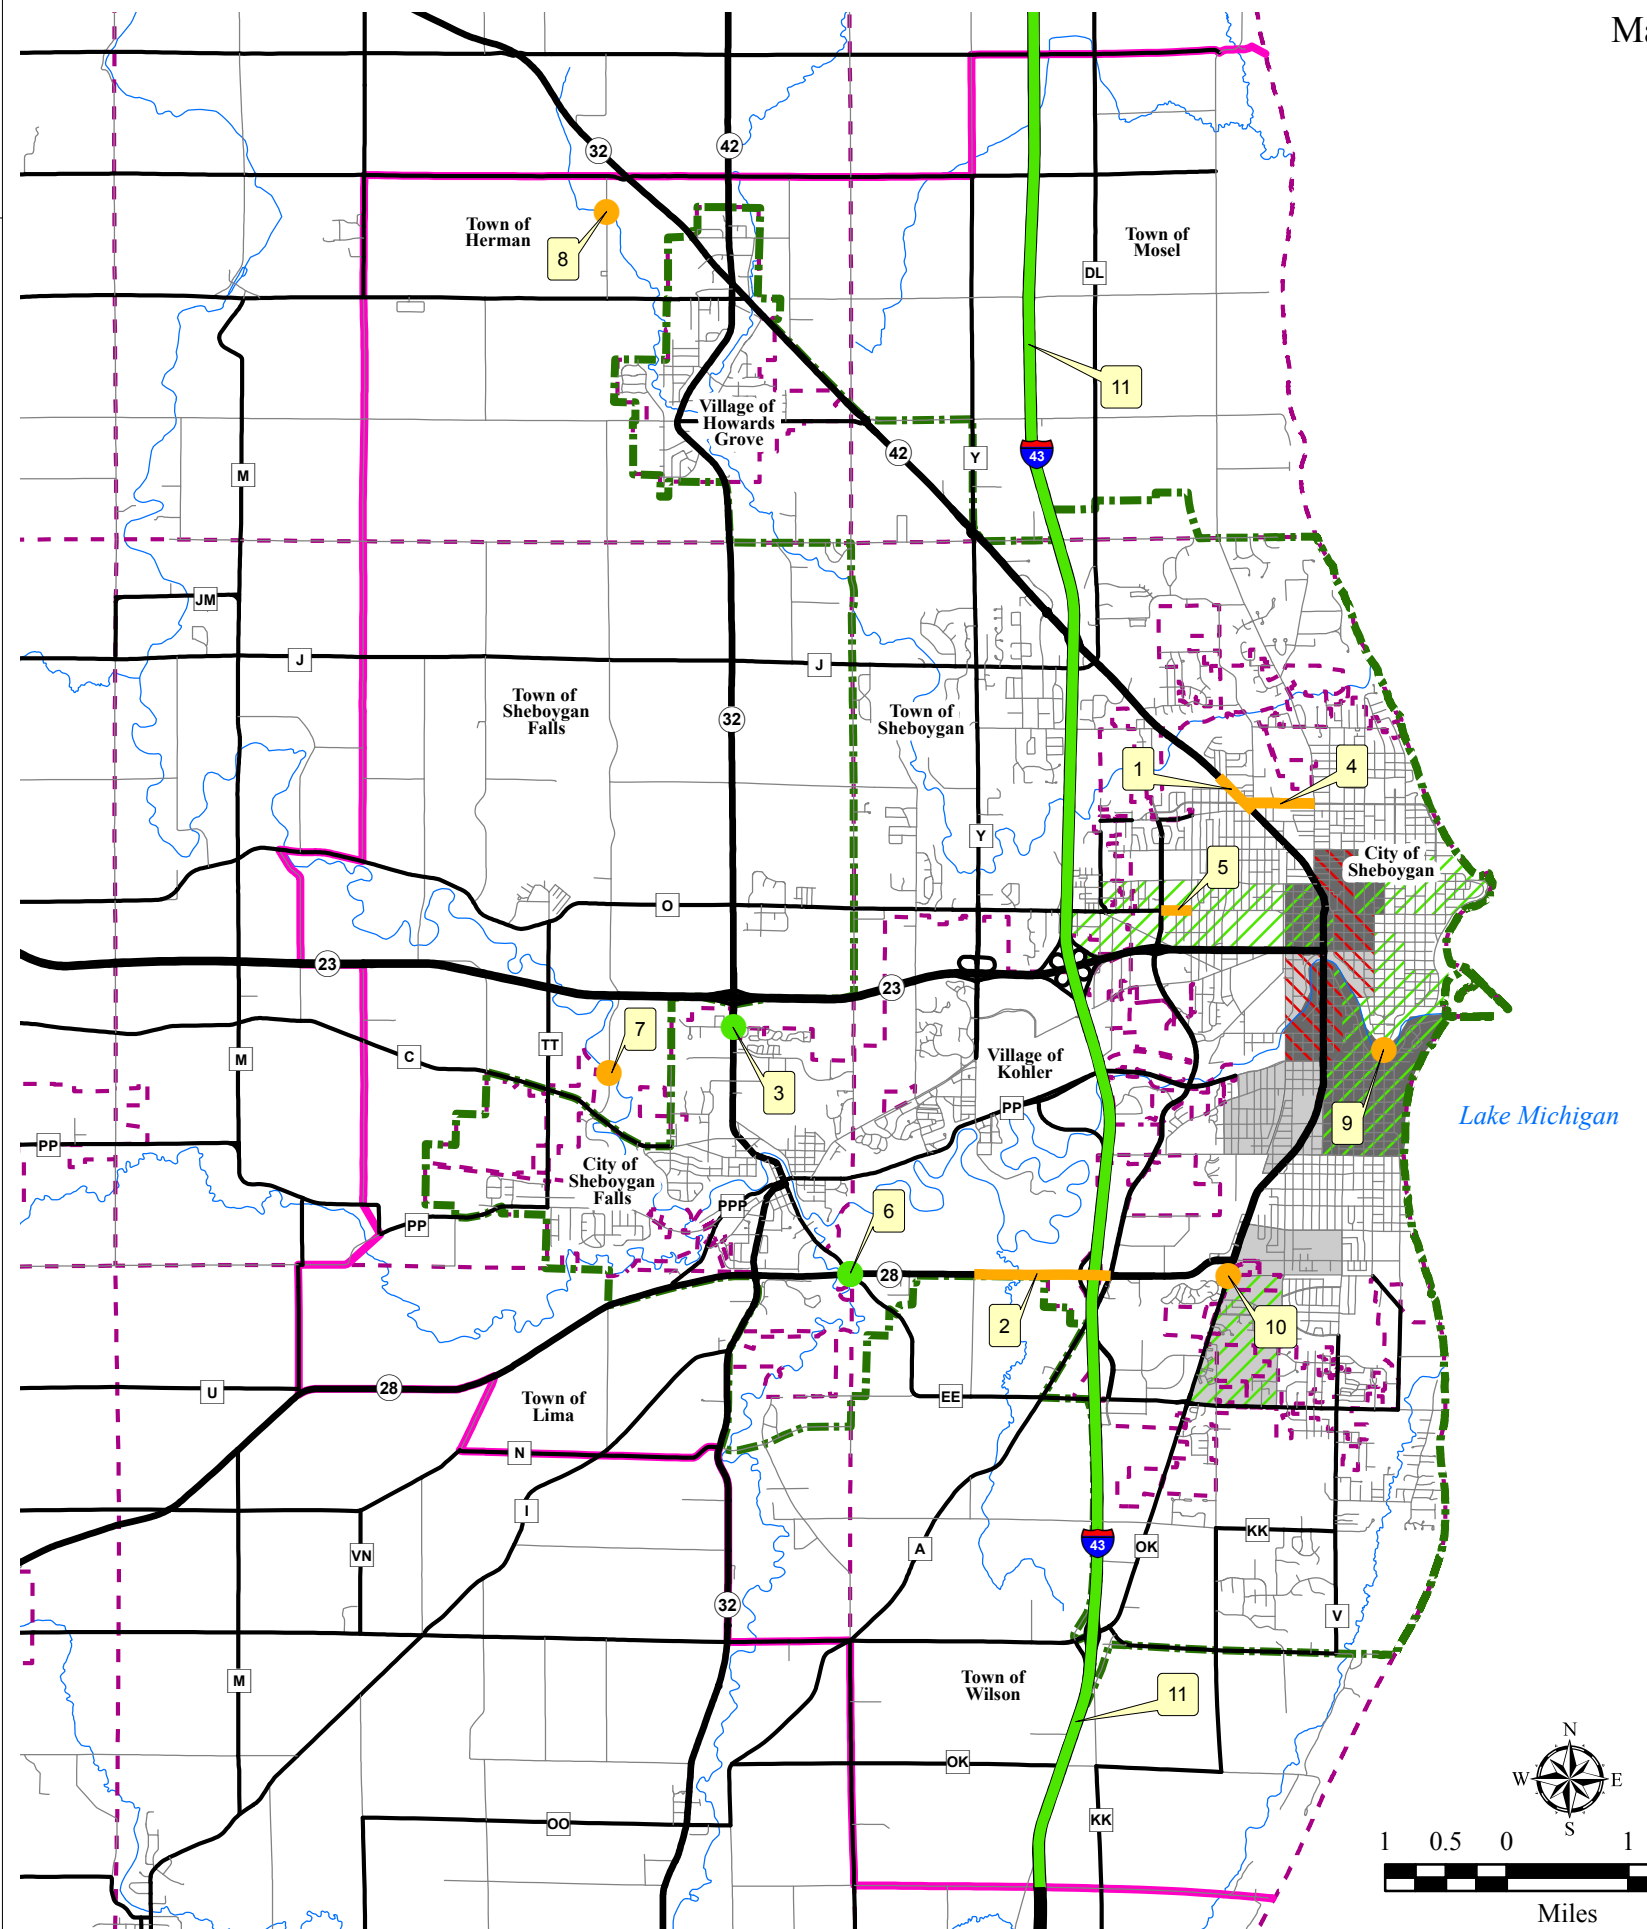 Ma
32
42
Town of
Herman
8
Town of
Mosel
DL
11
Village of
Howards
Grove
42
Y
43
M
JM
J
J
Town of
Sheboygan
Falls
32
Town of
Sheboygan
1
4
Y
City of
Sheboygan
5
O
23
23
7
TT
M
C
3
Village of
Kohler
PP
9
Lake Michigan
PP
City of
Sheboygan
Falls
PPP
6
PP
28
2
10
U
28
Town of
Lima
EE
N
I
VN
A
43
OK
KK
32
V
M
Town of
Wilson
11
OK
OO
KK
N
W
E
S
1
0.5
0
1
Miles